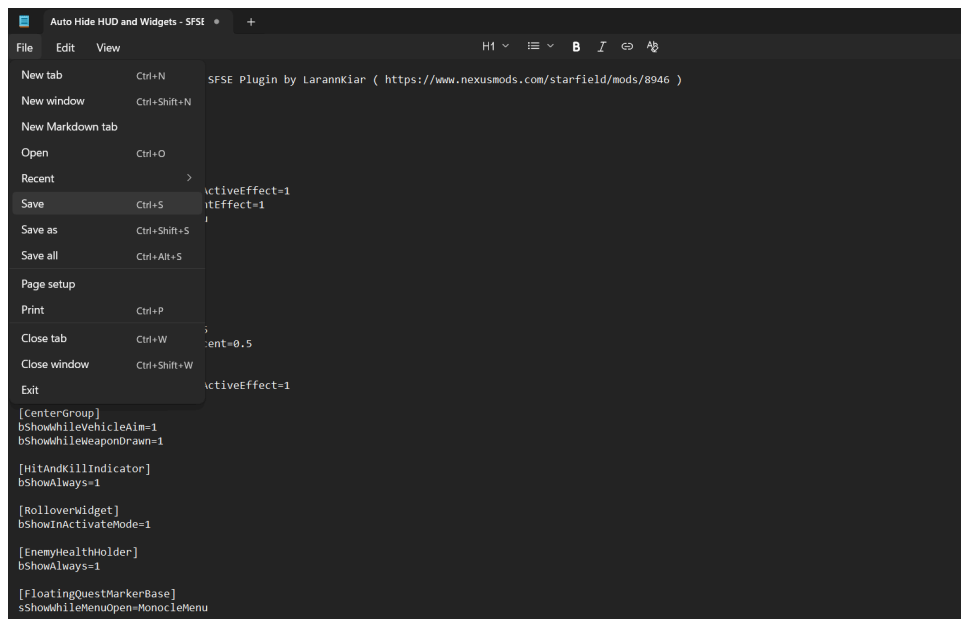 Auto Hide HUD and Widgets - SFSE
File Edit View
H1 B I
New tab Ctrl+N
SFSE Plugin by LarannKiar ( https://www.nexusmods.com/starfield/mods/8946 )
New window Ctrl+Shift+N
New Markdown tab
Open Ctrl+O
Recent
ActiveEffect=1
Save Ctrl+S
ntEffect=1
Save as Ctrl+Shift+S
Save all Ctrl+Alt+S
Page setup
Print Ctrl+P
Close tab Ctrl+W
cent=0.5
Close window Ctrl+Shift+W
ActiveEffect=1
Exit
[CenterGroup]
bShowWhileVehicleAim=1
bShowWhileWeaponDrawn=1
[HitAndKillIndicator]
bShowAlways=1
[RolloverWidget]
bShowInActivateMode=1
[EnemyHealthHolder]
bShowAlways=1
[FloatingQuestMarkerBase]
sShowWhileMenuOpen=MonocleMenu